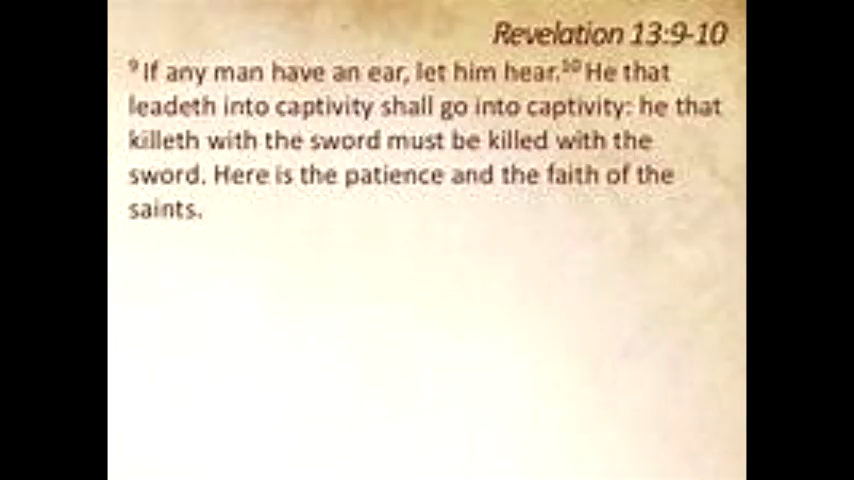 Revelation 13:9-10
⁹ If any man have an ear, let him hear.¹⁰ He that
leadeth into captivity shall go into captivity: he that
killeth with the sword must be killed with the
sword. Here is the patience and the faith of the
saints.